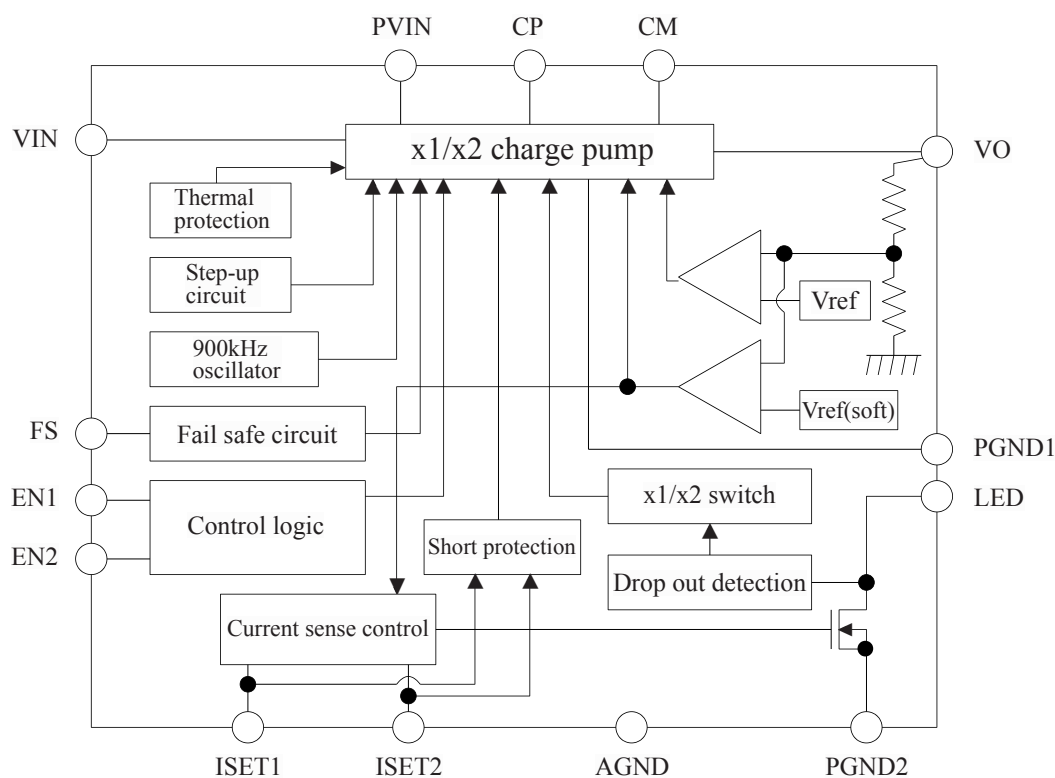 PVIN
CP
CM
VIN
x1/x2 charge pump
VO
Thermal
protection
Step-up
circuit
Vref
900kHz
oscillator
Vref(soft)
FS
Fail safe circuit
PGND1
EN1
x1/x2 switch
LED
Control logic
EN2
Short protection
Drop out detection
Current sense control
ISET1
ISET2
AGND
PGND2